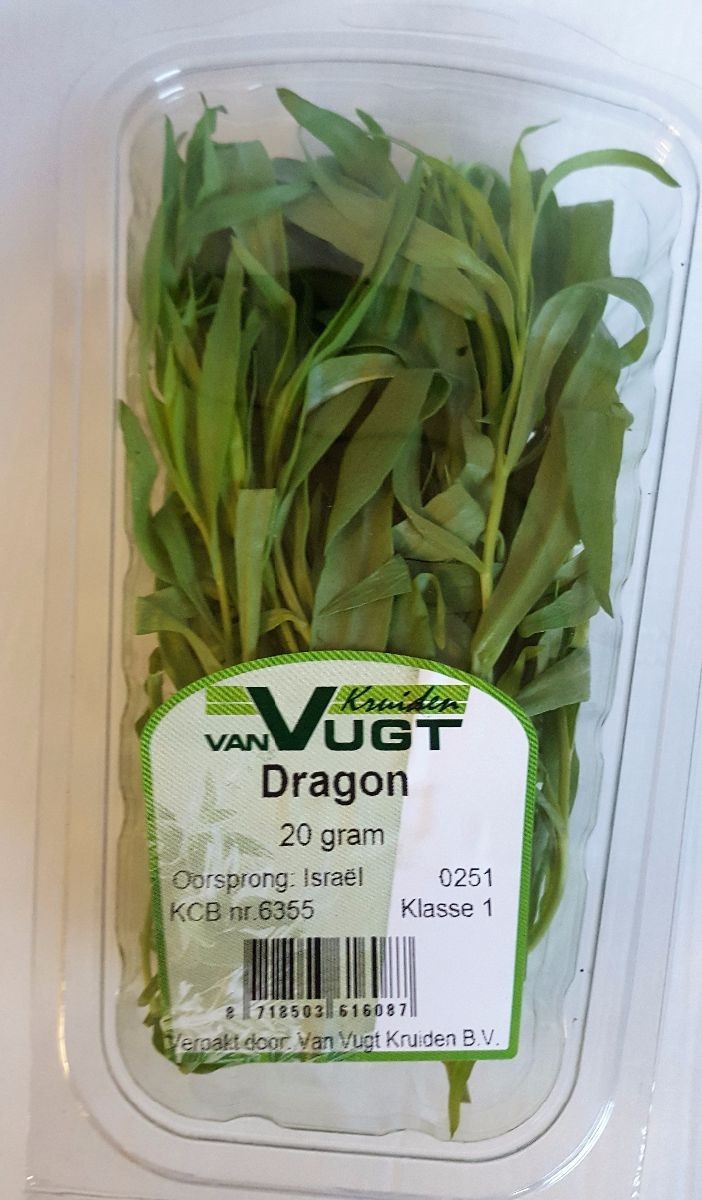 Kruiden
VAN VUGT
Dragon
20 gram
Oorsprong: Israël 0251
KCB nr.6355 Klasse 1
8 718503 616087
Verpakt door: Van Vugt Kruiden B.V.